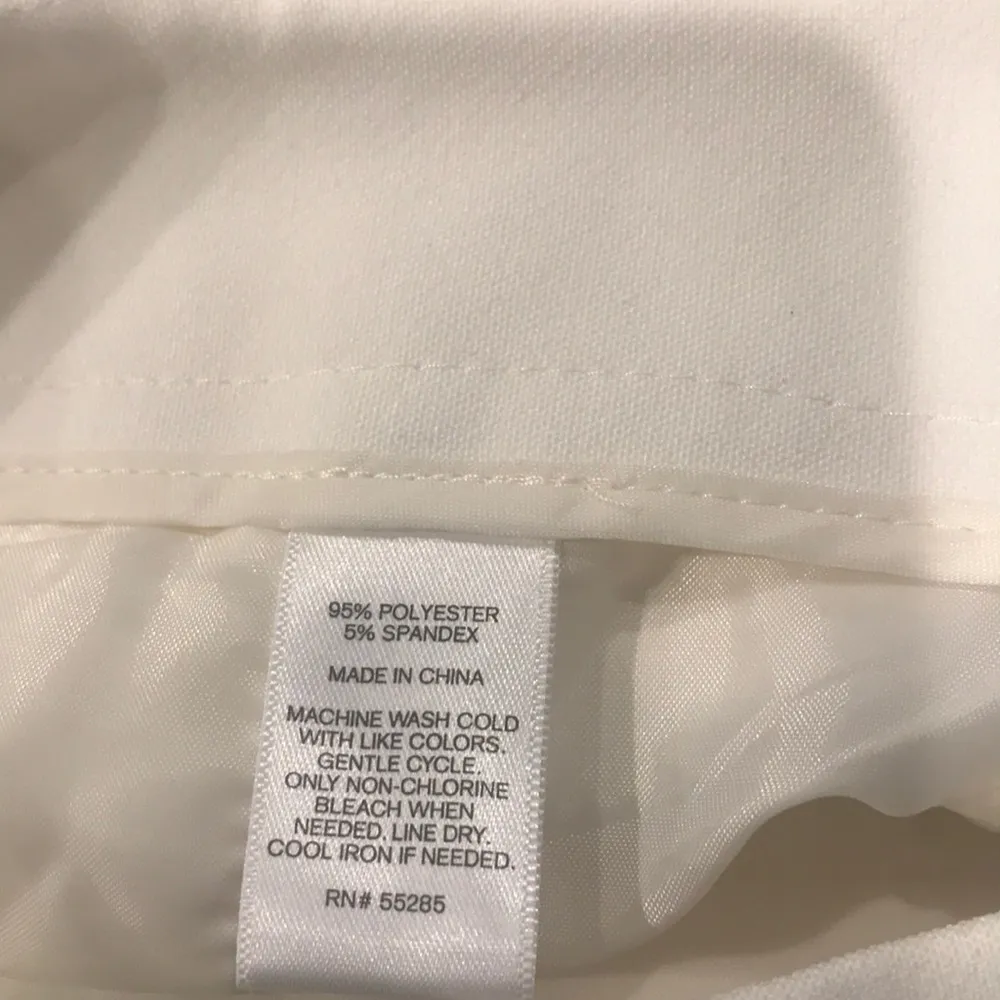 95% POLYESTER
5% SPANDEX
MADE IN CHINA
MACHINE WASH COLD
WITH LIKE COLORS.
GENTLE CYCLE.
ONLY NON-CHLORINE
BLEACH WHEN
NEEDED. LINE DRY.
COOL IRON IF NEEDED.
RN# 55285